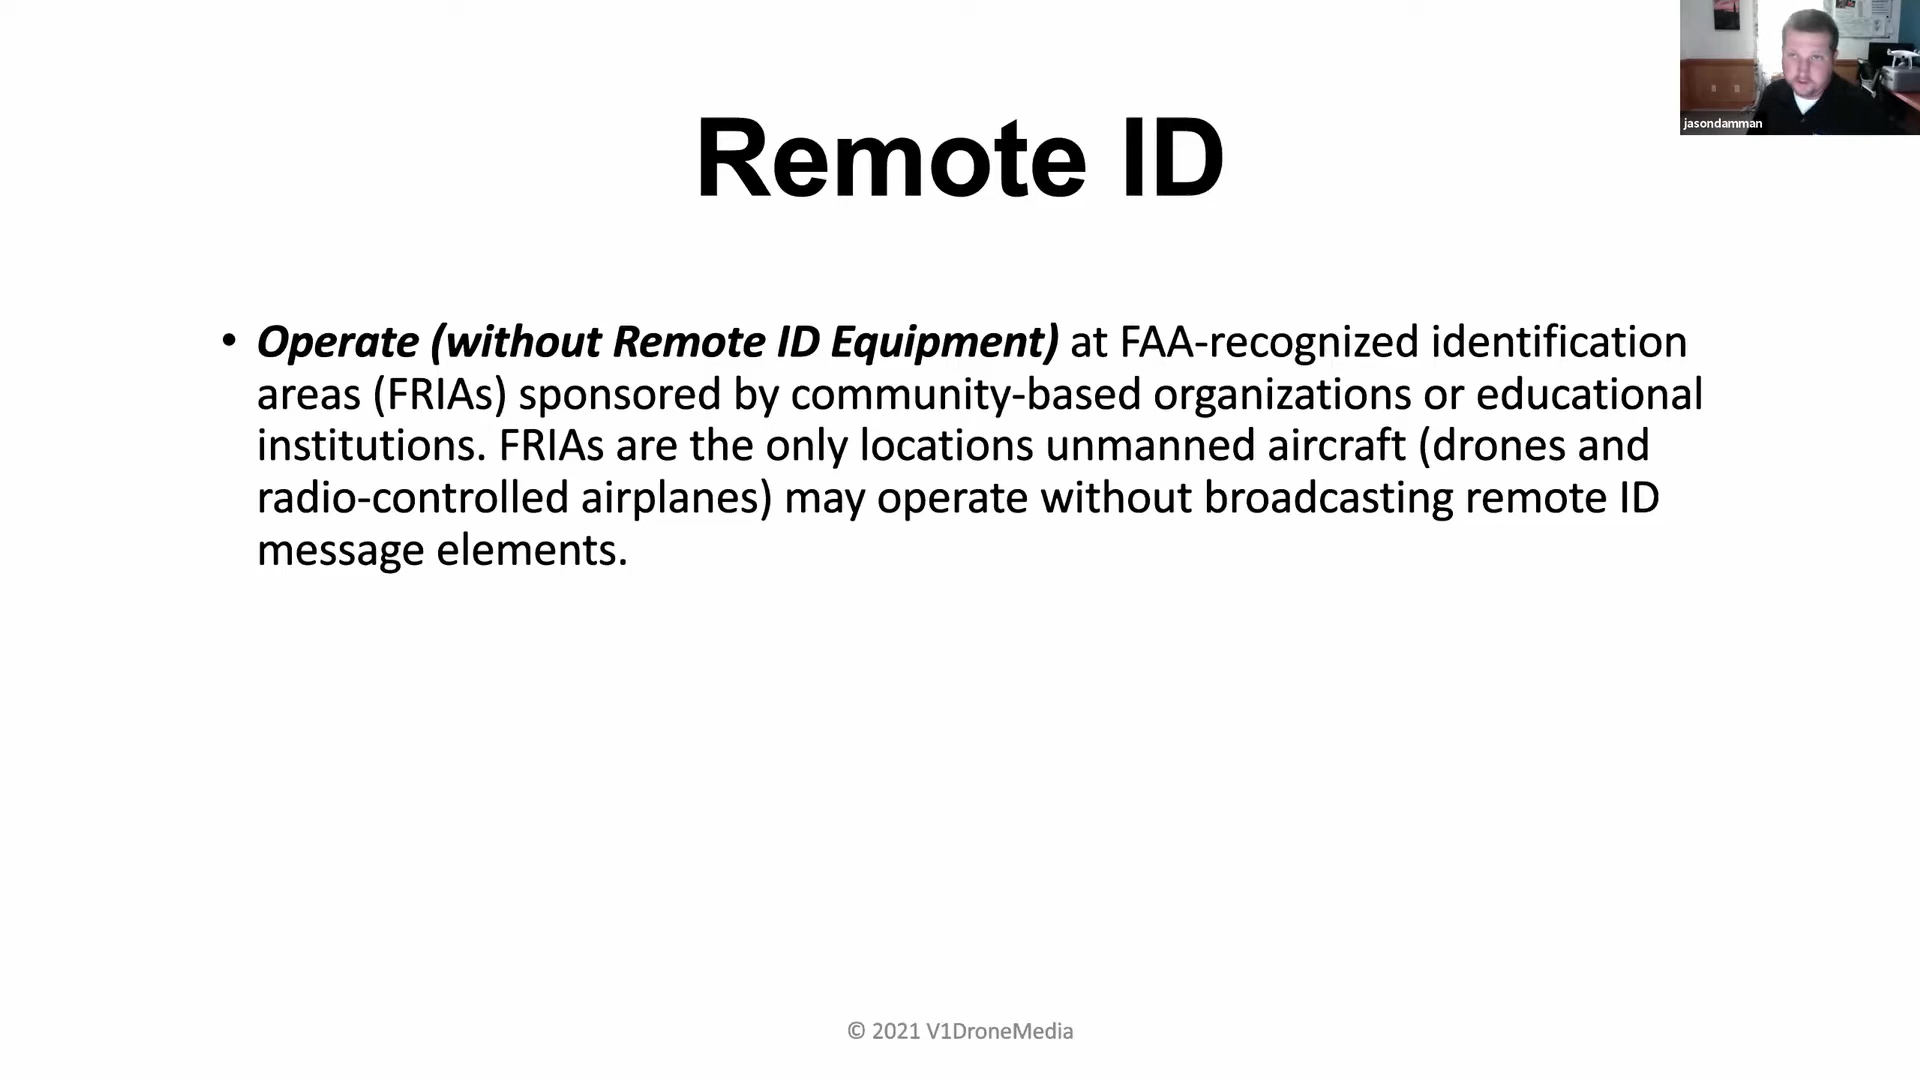 jasondamman
Remote ID
• Operate (without Remote ID Equipment) at FAA-recognized identification
areas (FRIAs) sponsored by community-based organizations or educational
institutions. FRIAs are the only locations unmanned aircraft (drones and
radio-controlled airplanes) may operate without broadcasting remote ID
message elements.
© 2021 V1DroneMedia